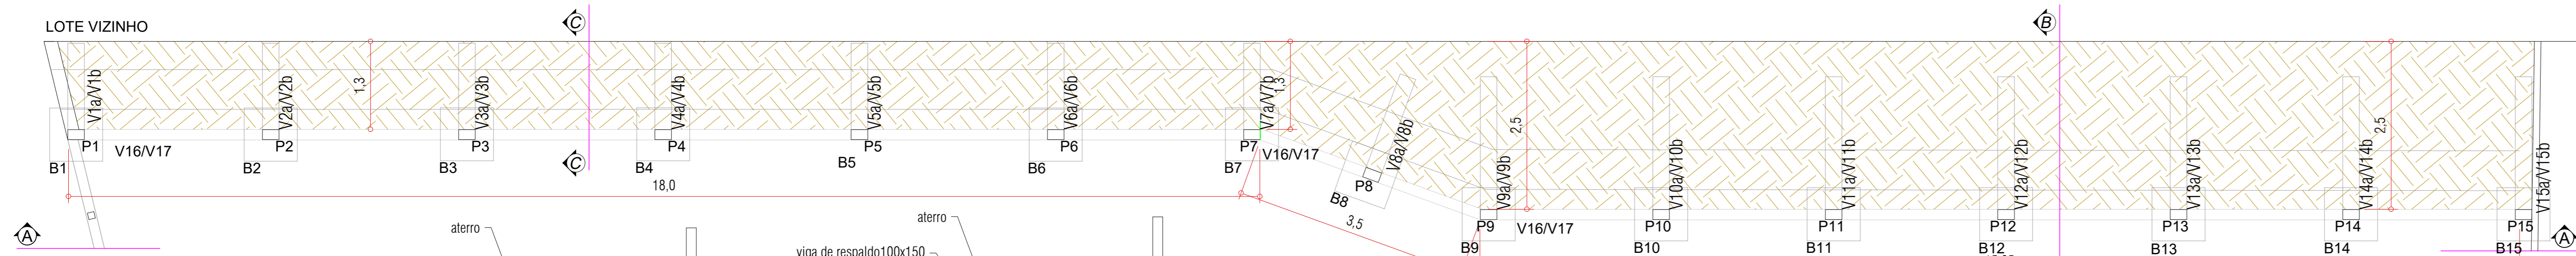 LOTE VIZINHO
C
B
V1a/V1b
V2a/V2b
1,3
V3a/V3b
V4a/V4b
V5a/V5b
V6a/V6b
V7a/V7b
1,3
V8a/V8b
2,5
V9a/V9b
V10a/V10b
V11a/V11b
V12a/V12b
V13a/V13b
V14a/V14b
2,5
V15a/V15b
P1
V16/V17
P2
P3
P4
P5
P6
P7
V16/V17
P8
P9
V16/V17
P10
P11
P12
P13
P14
P15
B1
B2
B3
C
B4
B5
B6
B7
B8
B9
B10
B11
B12
B13
B14
B15
18,0
3,5
A
A
aterro
aterro
viga de respaldo100x150